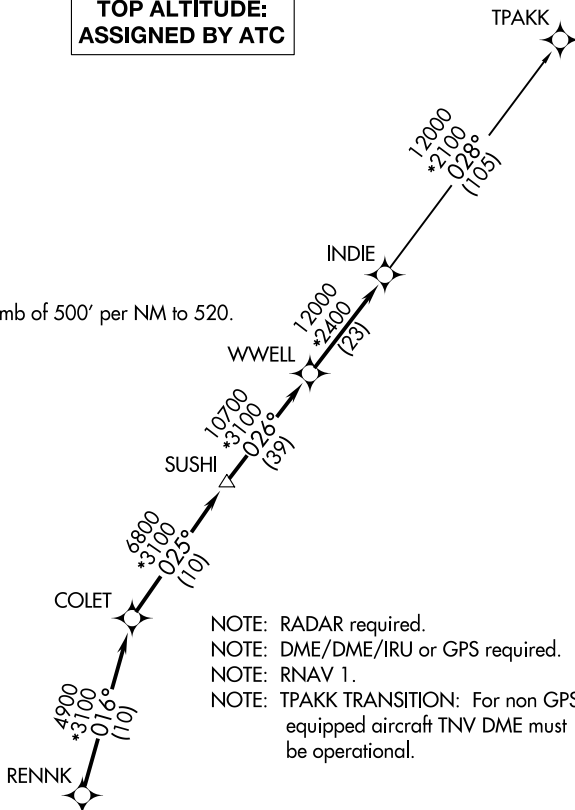 TOP ALTITUDE:
ASSIGNED BY ATC
TPAKK
12000
*2100
028°
(105)
INDIE
12000
*2400
(23)
mb of 500' per NM to 520.
WWELL
10700
*3100
026°
(39)
SUSHI
6800
*3100
025°
(10)
COLET
4900
*3100
016°
(10)
RENNK
NOTE: RADAR required.
NOTE: DME/DME/IRU or GPS required.
NOTE: RNAV 1.
NOTE: TPAKK TRANSITION: For non GPS
equipped aircraft TNV DME must
be operational.